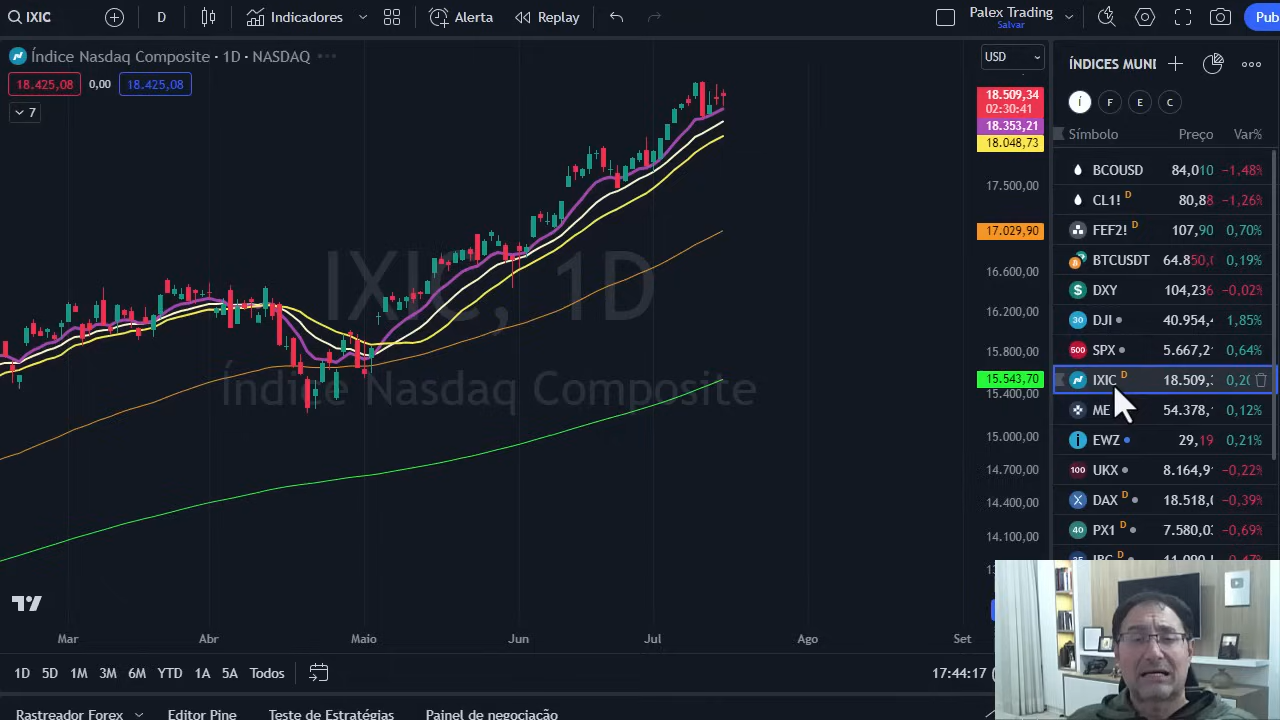 IXIC D Indicadores Alerta Replay Palex Trading Salvar Pub
Índice Nasdaq Composite · 1D · NASDAQ USD ÍNDICES MUNI
18.425,08 0,00 18.425,08
7
Í F E C
Símbolo Preço Var%
18.509,34
02:30:41
18.353,21
18.048,73
17.500,00
17.029,90
16.600,00
16.200,00
15.800,00
15.543,70
15.400,00
15.000,00
14.700,00
14.400,00
14.100,00
IXIC, 1D
Índice Nasdaq Composite
BCOUSD 84,010 −1,48%
CL1! D 80,88 −1,26%
FEF2! D 107,90 0,70%
BTCUSDT 64.850,0 0,19%
DXY 104,236 −0,02%
30 DJI 40.954,4 1,85%
500 SPX 5.667,2 0,64%
IXIC D 18.509,3 0,20
ME 54.378, 0,12%
EWZ 29,19 0,21%
100 UKX 8.164,9 −0,22%
DAX D 18.518,0 −0,39%
40 PX1 D 7.580,03 −0,69%
Mar Abr Maio Jun Jul Ago Set
1D 5D 1M 3M 6M YTD 1A 5A Todos 17:44:17
Rastreador Forex Editor Pine Teste de Estratégias Painel de negociação